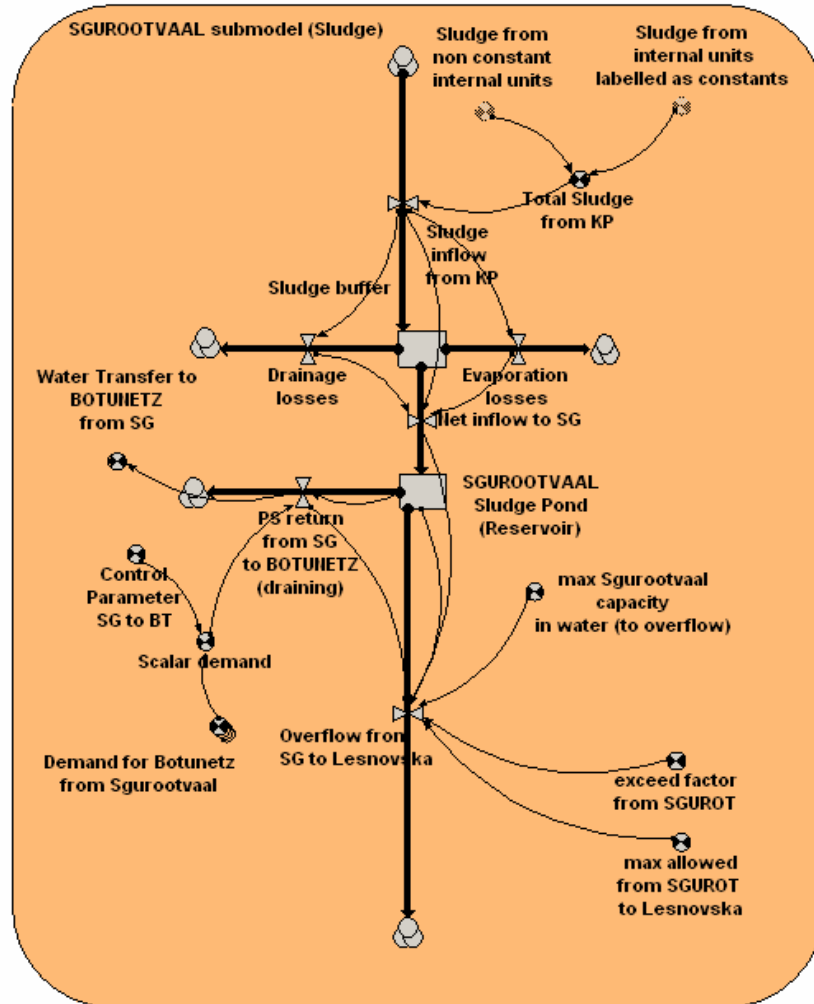 SGUROOTVAAL submodel (Sludge)
Sludge from
non constant
internal units
Sludge from
internal units
labelled as constants
Total Sludge
from KP
Sludge
inflow
from KP
Sludge buffer
Drainage
losses
Evaporation
losses
Water Transfer to
BOTUNETZ
from SG
Net inflow to SG
SGUROOTVAAL
Sludge Pond
(Reservoir)
PS return
from SG
to BOTUNETZ
(draining)
Control
Parameter
SG to BT
max Sgurootvaal
capacity
in water (to overflow)
Scalar demand
Demand for Botunetz
from Sgurootvaal
Overflow from
SG to Lesnovska
exceed factor
from SGUROT
max allowed
from SGUROT
to Lesnovska